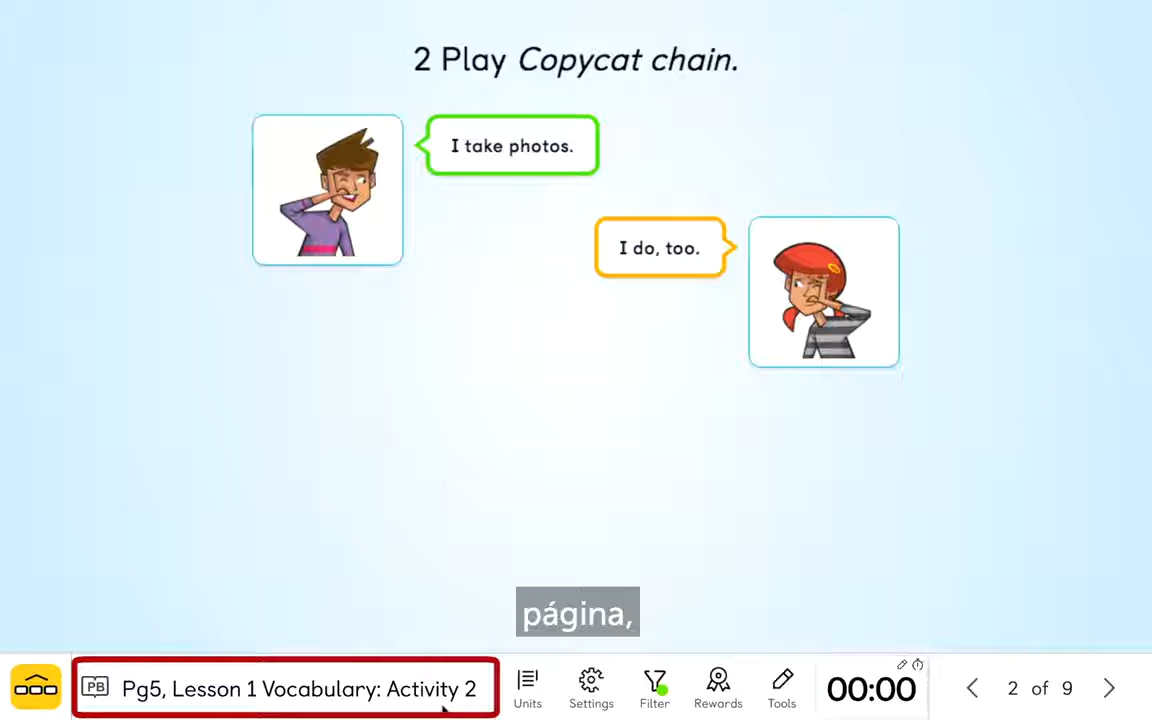 2 Play Copycat chain.
I take photos.
I do, too.
página,
PB Pg5, Lesson 1 Vocabulary: Activity 2
Units
Settings
Filter
Rewards
Tools
00:00
2 of 9